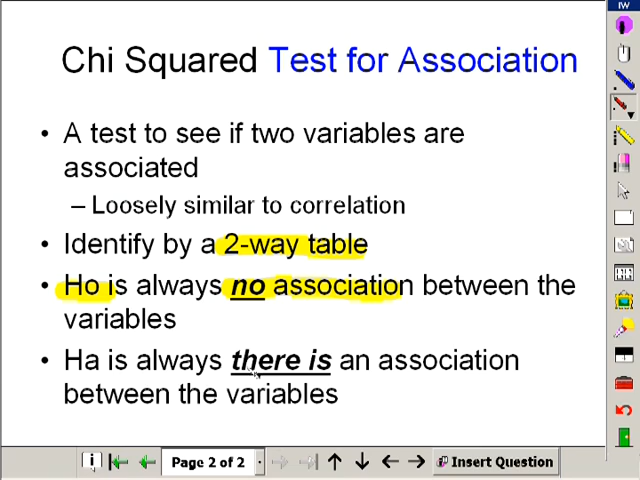 IW
Chi Squared Test for Association
• A test to see if two variables are
associated
– Loosely similar to correlation
• Identify by a 2-way table
• Ho is always no association between the
variables
• Ha is always there is an association
between the variables
i Page 2 of 2 Insert Question